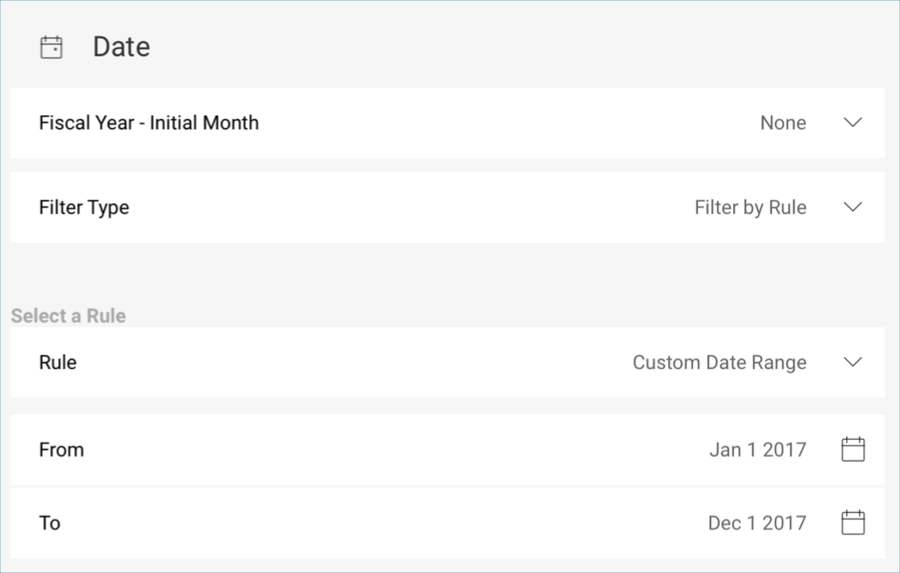 Date
Fiscal Year - Initial Month None
Filter Type Filter by Rule
Select a Rule
Rule Custom Date Range
From Jan 1 2017
To Dec 1 2017